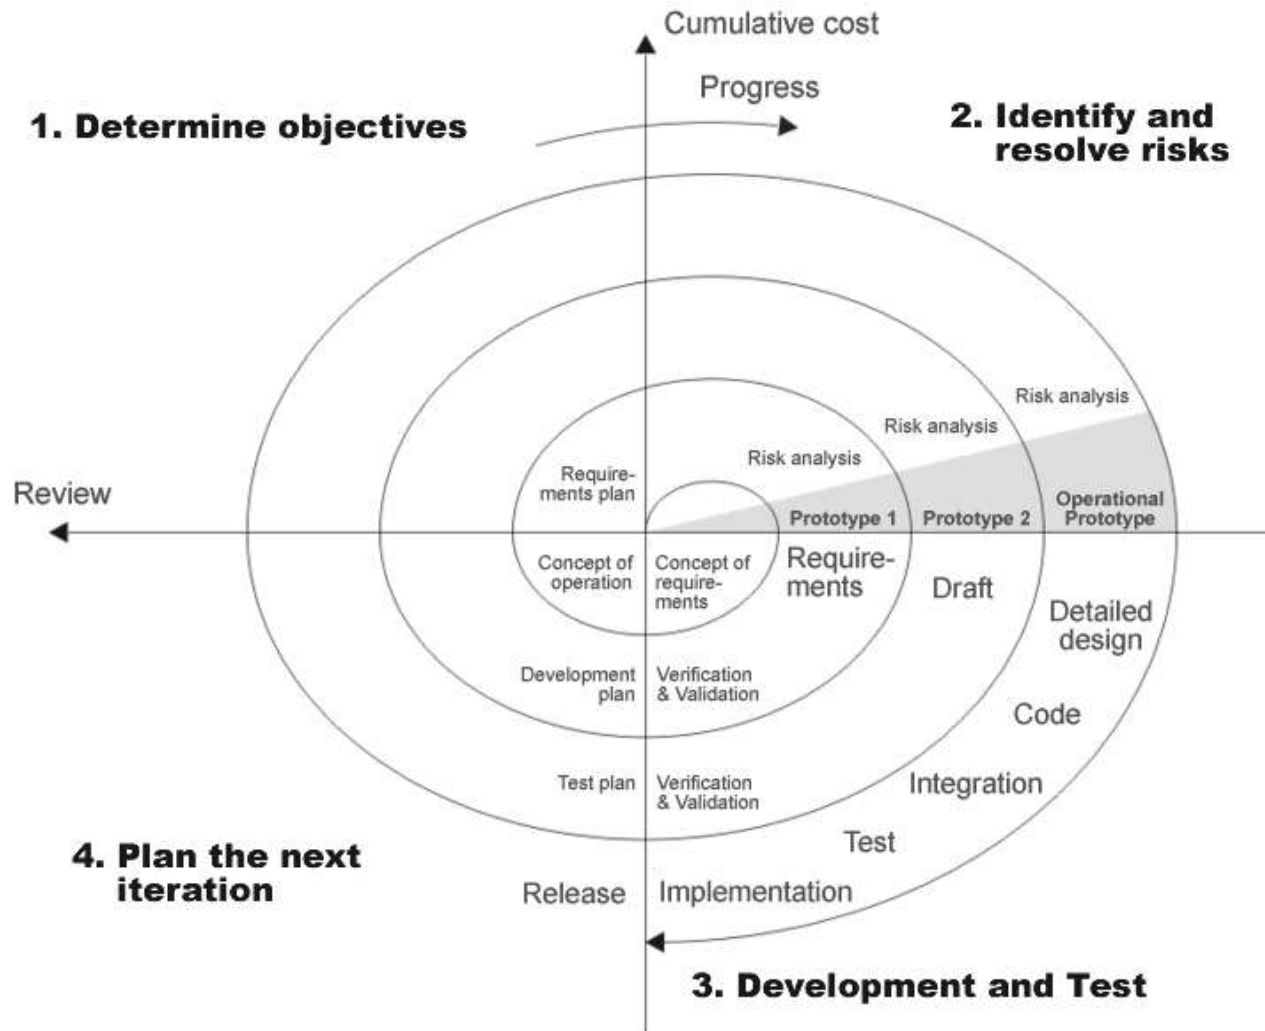 Cumulative cost
Progress
1. Determine objectives
2. Identify and
resolve risks
Risk analysis
Risk analysis
Risk analysis
Require-
ments plan
Review
Prototype 1
Prototype 2
Operational
Prototype
Concept of
operation
Concept of
require-
ments
Require-
ments
Draft
Detailed
design
Development
plan
Verification
& Validation
Code
Test plan
Verification
& Validation
Integration
Test
4. Plan the next
iteration
Release
Implementation
3. Development and Test